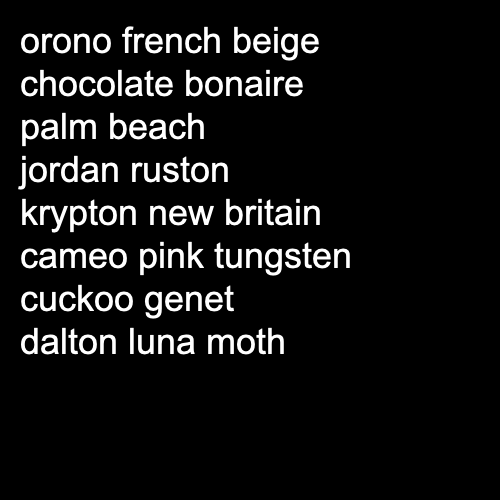 orono french beige
chocolate bonaire
palm beach
jordan ruston
krypton new britain
cameo pink tungsten
cuckoo genet
dalton luna moth